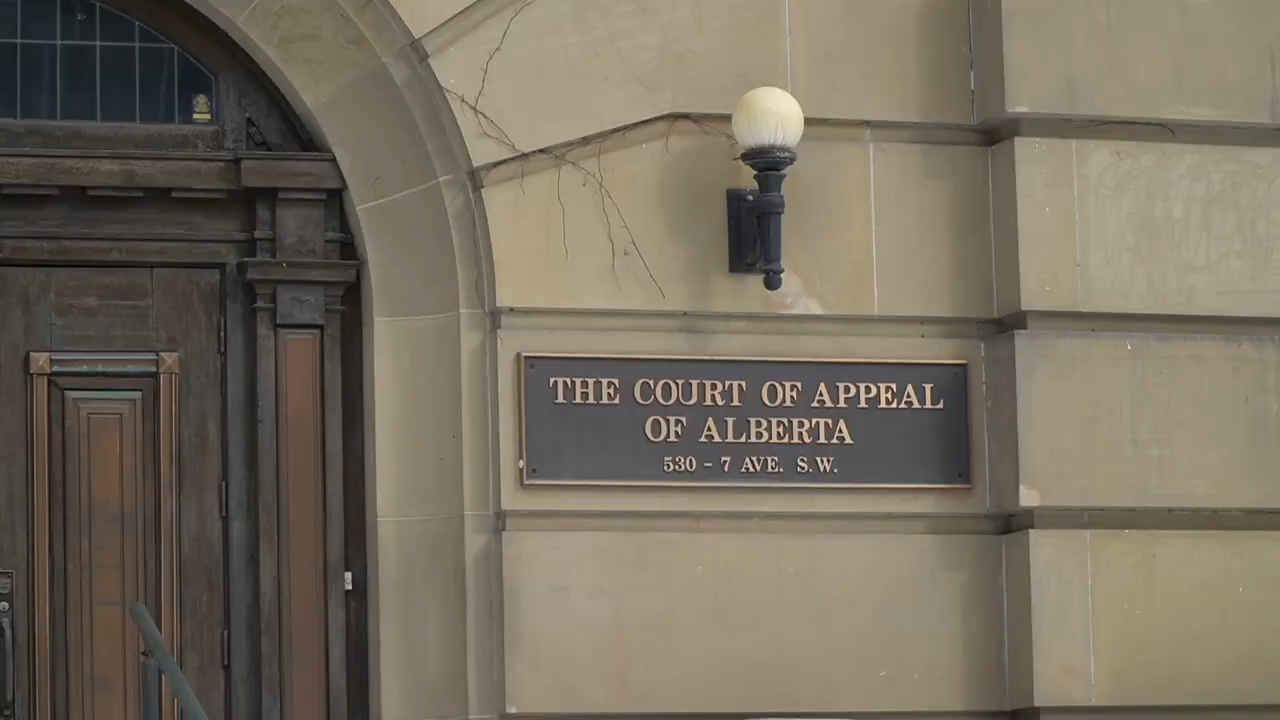 THE COURT OF APPEAL
OF ALBERTA
530 - 7 AVE. S.W.